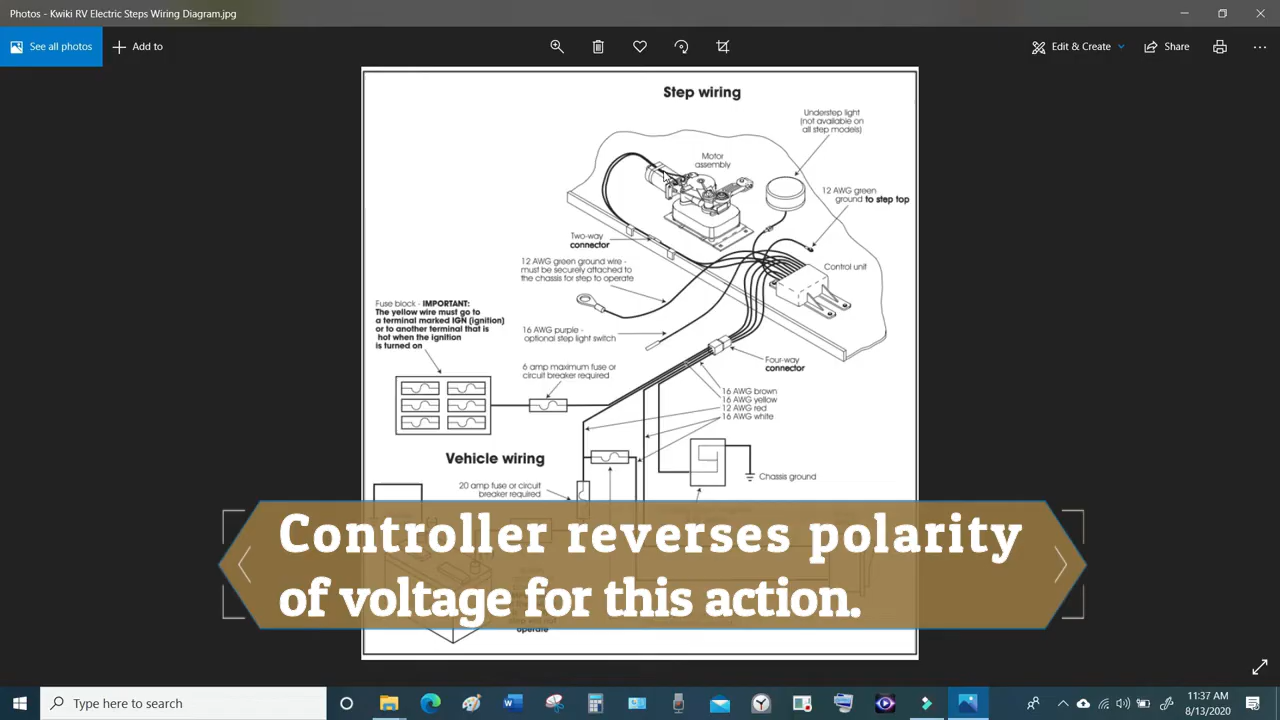 Photos - Kwiki RV Electric Steps Wiring Diagram.jpg
See all photos
Add to
Edit & Create
Share
Step wiring
Understep light
(not available on
all step models)
Motor
assembly
12 AWG green
ground to step top
Two-way
connector
12 AWG green ground wire -
must be securely attached to
the chassis for step to operate
Control unit
Fuse block - IMPORTANT:
The yellow wire must go to
a terminal marked IGN (ignition)
or to another terminal that is
hot when the ignition
is turned on
16 AWG purple -
optional step light switch
Four-way
connector
6 amp maximum fuse or
circuit breaker required
16 AWG brown
16 AWG yellow
12 AWG red
16 AWG white
Vehicle wiring
Chassis ground
20 amp fuse or circuit
breaker required
Controller reverses polarity
of voltage for this action.
operate
Type here to search
11:37 AM
8/13/2020